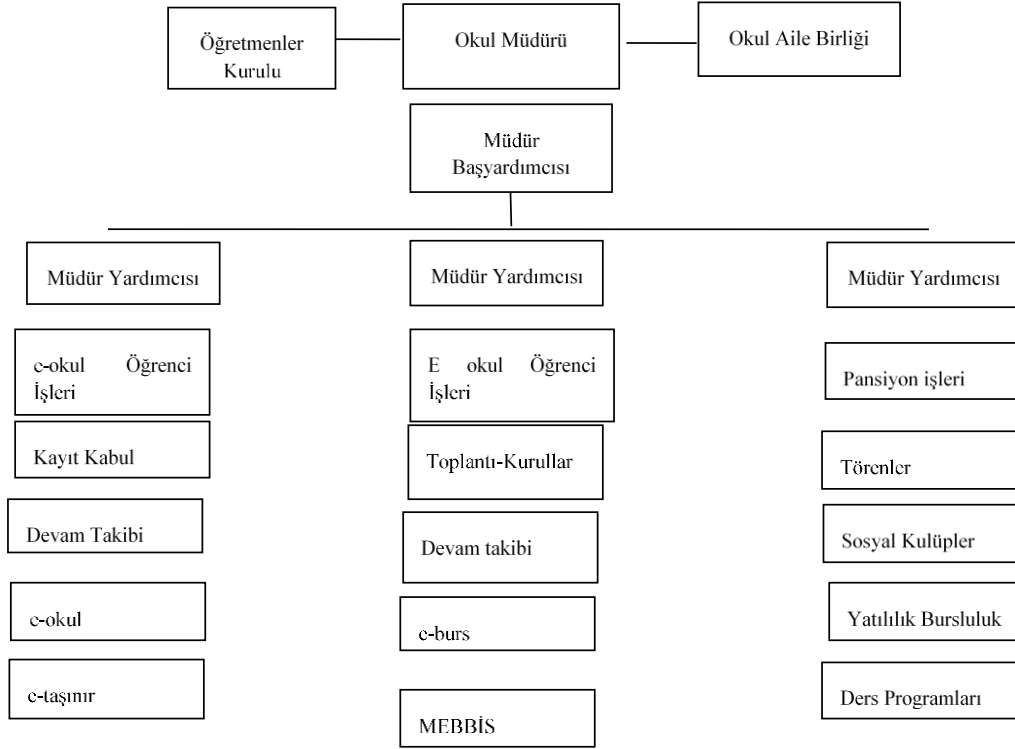 Öğretmenler
Kurulu
Okul Müdürü
Okul Aile Birliği
Müdür
Başyardımcısı
Müdür Yardımcısı
Müdür Yardımcısı
Müdür Yardımcısı
e-okul Öğrenci
İşleri
E okul Öğrenci
İşleri
Pansiyon işleri
Kayıt Kabul
Toplantı-Kurullar
Törenler
Devam Takibi
Devam takibi
Sosyal Kulüpler
e-okul
e-burs
Yatılılık Bursluluk
e-taşınır
MEBBİS
Ders Programları